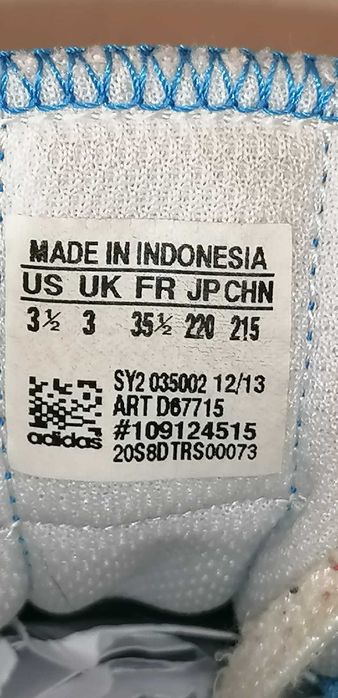 MADE IN INDONESIA
US UK FR JP CHN
3½ 3 35½ 220 215
SY2 035002 12/13
ART D67715
#109124515
adidas
20S8DTRS00073